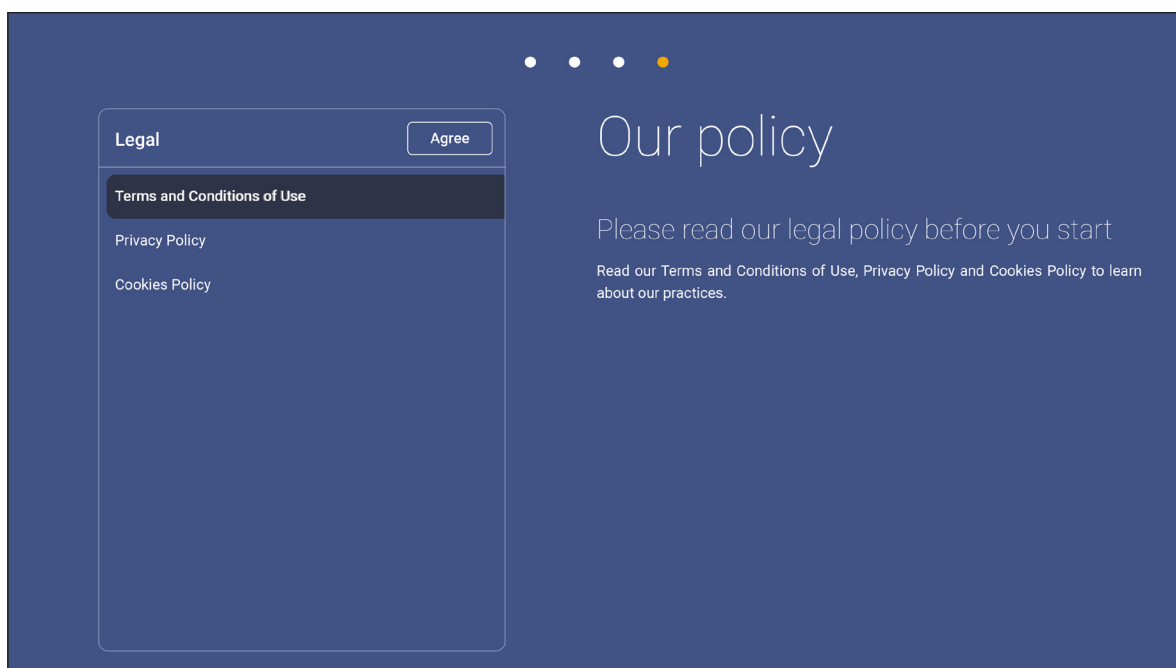 Legal
Agree
Terms and Conditions of Use
Privacy Policy
Cookies Policy
Our policy
Please read our legal policy before you start
Read our Terms and Conditions of Use, Privacy Policy and Cookies Policy to learn
about our practices.